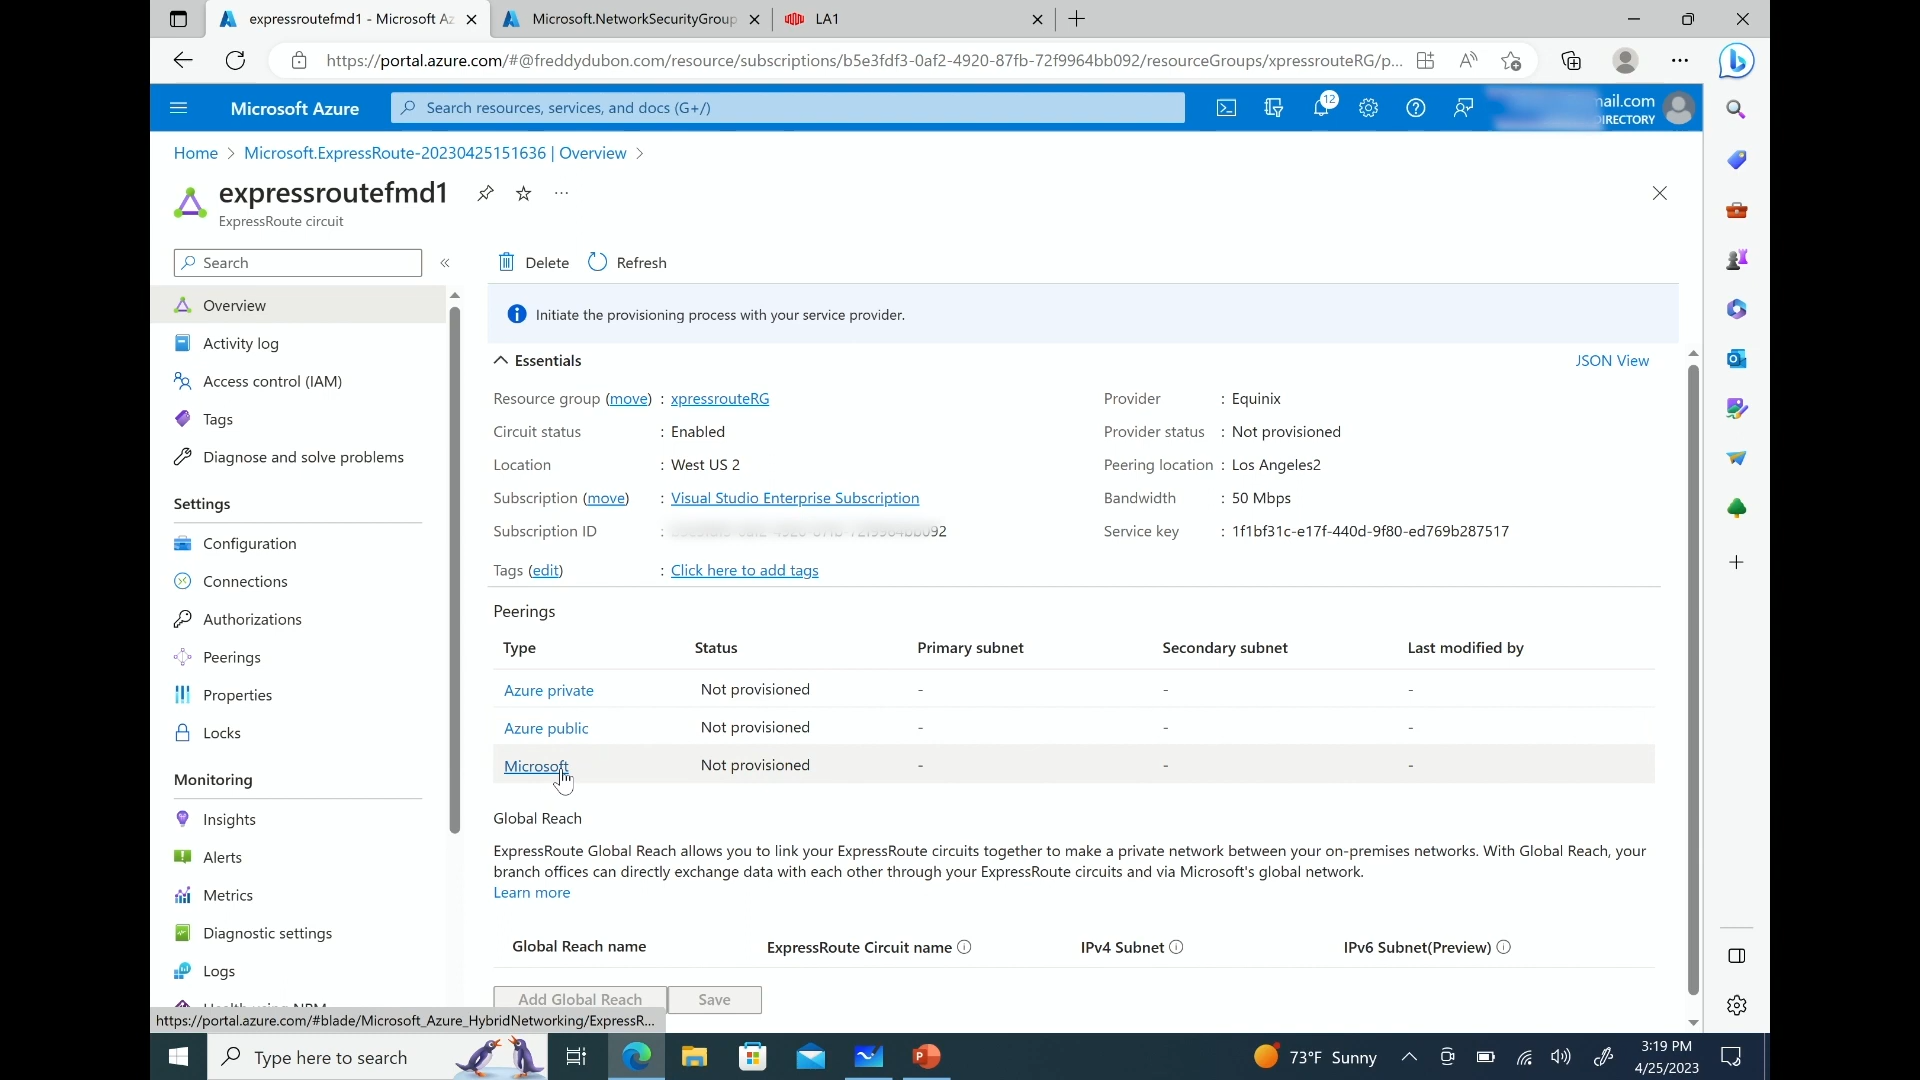 expressroutefmd1 - Microsoft Az
Microsoft.NetworkSecurityGroup
LA1
https://portal.azure.com/#@freddydubon.com/resource/subscriptions/b5e3fdf3-0af2-4920-87fb-72f9964bb092/resourceGroups/xpressrouteRG/p...
Microsoft Azure
Search resources, services, and docs (G+/)
12
nail.com
DIRECTORY
Home > Microsoft.ExpressRoute-20230425151636 | Overview >
expressroutefmd1
ExpressRoute circuit
Search
Delete
Refresh
Overview
Activity log
Access control (IAM)
Tags
Diagnose and solve problems
Settings
Configuration
Connections
Authorizations
Peerings
Properties
Locks
Monitoring
Insights
Alerts
Metrics
Diagnostic settings
Logs
Initiate the provisioning process with your service provider.
Essentials
JSON View
Resource group (move) : xpressrouteRG
Circuit status : Enabled
Location : West US 2
Subscription (move) : Visual Studio Enterprise Subscription
Subscription ID :
Tags (edit) : Click here to add tags
Provider : Equinix
Provider status : Not provisioned
Peering location : Los Angeles2
Bandwidth : 50 Mbps
Service key : 1f1bf31c-e17f-440d-9f80-ed769b287517
Peerings
Type Status Primary subnet Secondary subnet Last modified by
Azure private Not provisioned - - -
Azure public Not provisioned - - -
Microsoft Not provisioned - - -
Global Reach
ExpressRoute Global Reach allows you to link your ExpressRoute circuits together to make a private network between your on-premises networks. With Global Reach, your
branch offices can directly exchange data with each other through your ExpressRoute circuits and via Microsoft's global network.
Learn more
Global Reach name ExpressRoute Circuit name IPv4 Subnet IPv6 Subnet(Preview)
Add Global Reach
Save
https://portal.azure.com/#blade/Microsoft_Azure_HybridNetworking/ExpressR...
Type here to search
73°F Sunny
3:19 PM
4/25/2023